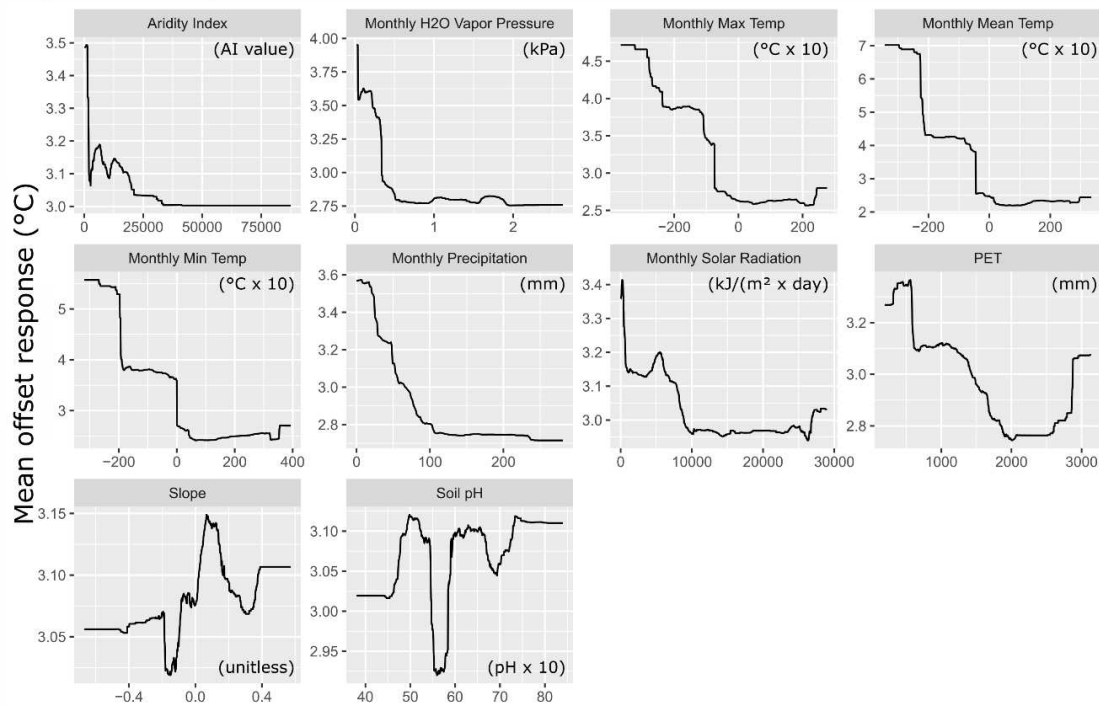 Aridity Index
Monthly H2O Vapor Pressure
Monthly Max Temp
Monthly Mean Temp
(AI value)
(kPa)
(°C x 10)
(°C x 10)
3.5
3.4
3.3
3.2
3.1
3.0
4.00
3.75
3.50
3.25
3.00
2.75
4.5
4.0
3.5
3.0
2.5
7
6
5
4
3
2
0 25000 50000 75000
0 1 2
−200 0 200
−200 0 200
Mean offset response (°C)
Monthly Min Temp
Monthly Precipitation
Monthly Solar Radiation
PET
(°C x 10)
(mm)
(kJ/(m² x day)
(mm)
5
4
3
3.6
3.4
3.2
3.0
2.8
3.4
3.3
3.2
3.1
3.0
3.2
3.0
2.8
−200 0 200 400
0 100 200
0 10000 20000 30000
1000 2000 3000
Slope
Soil pH
3.15
3.10
3.05
3.10
3.05
3.00
2.95
(unitless)
(pH x 10)
−0.4 0.0 0.4
40 50 60 70 80